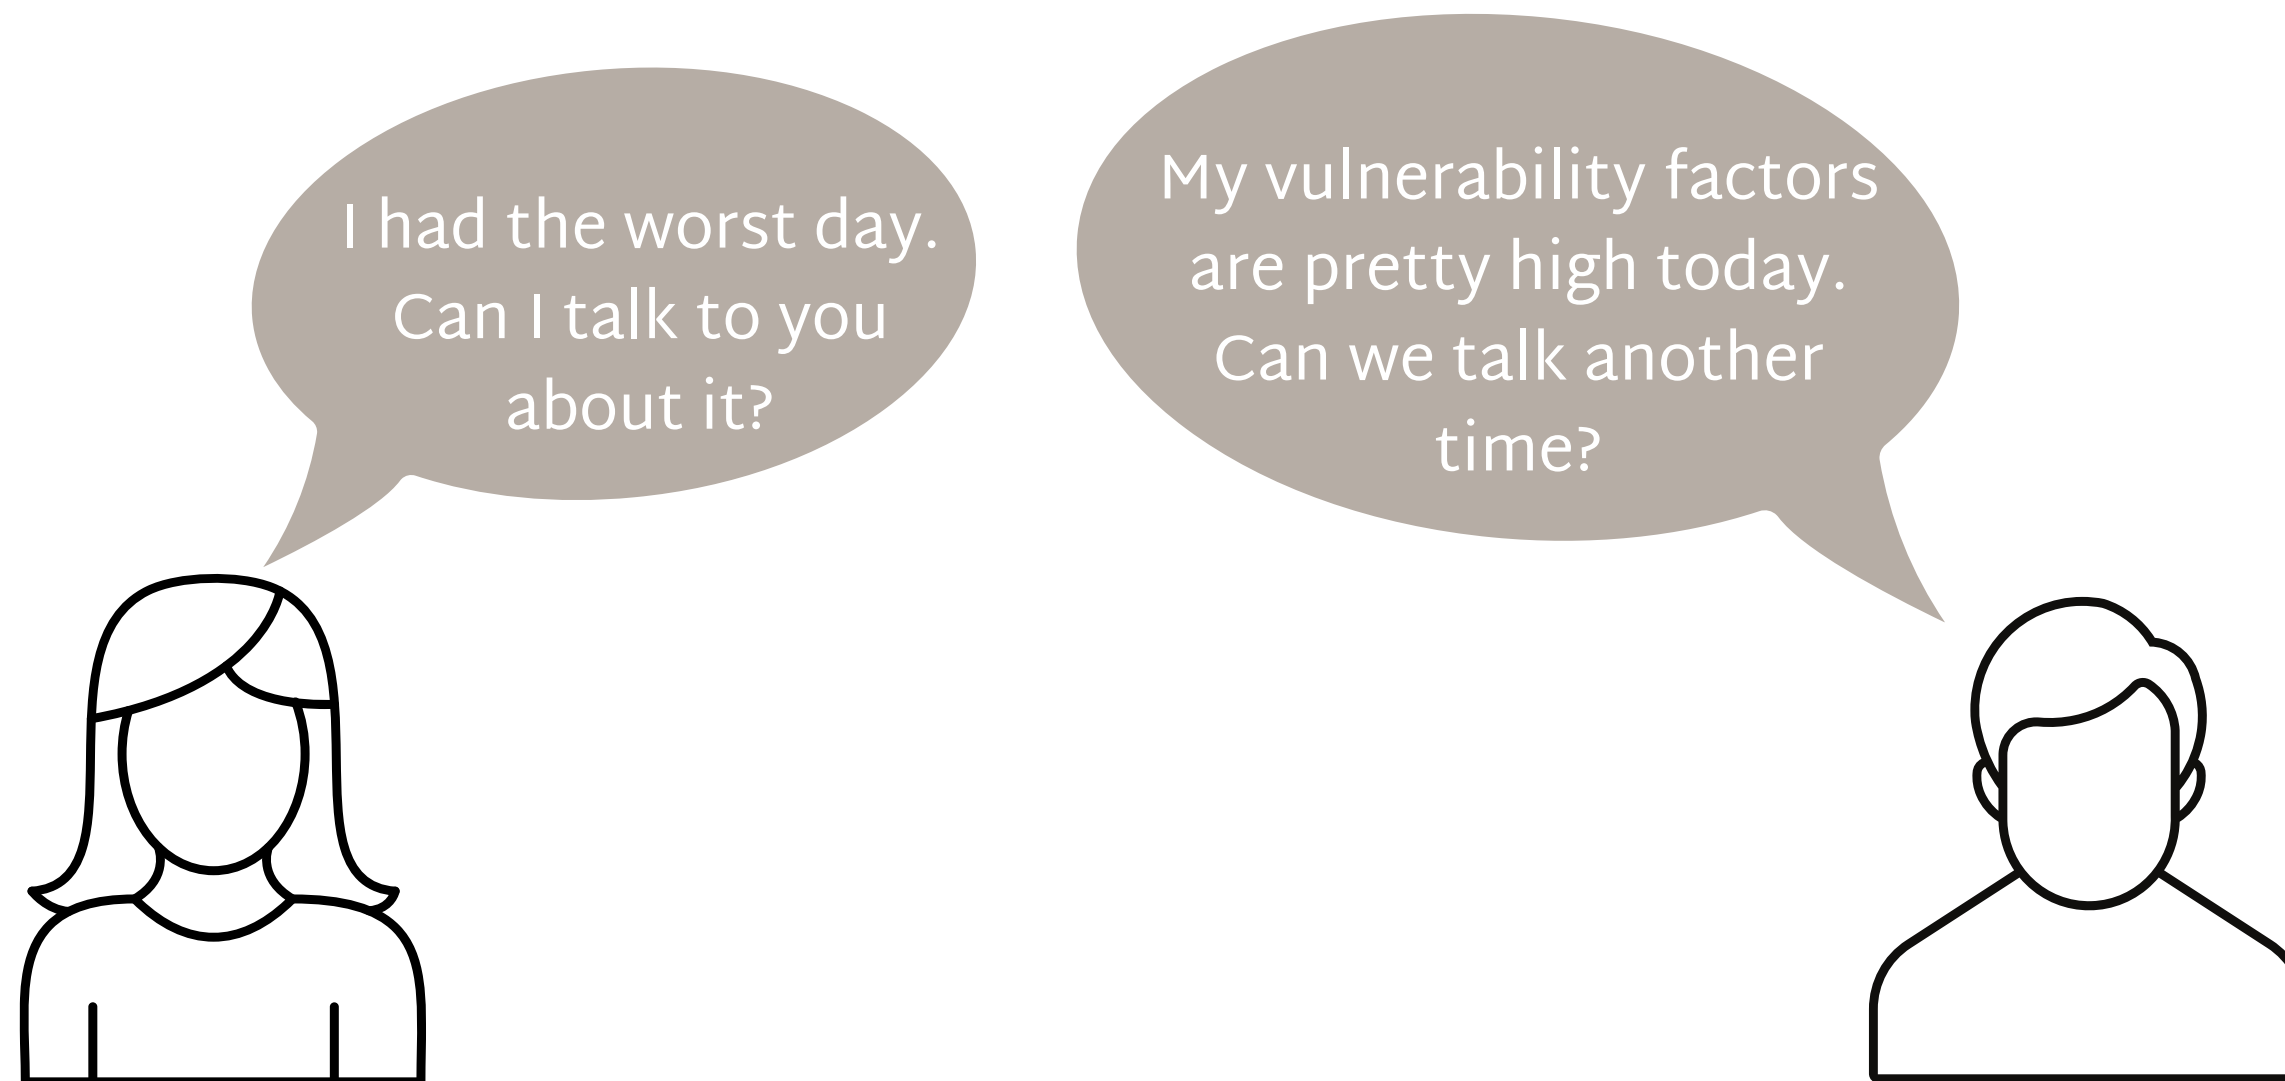 I had the worst day.
Can I talk to you
about it?
My vulnerability factors
are pretty high today.
Can we talk another
time?